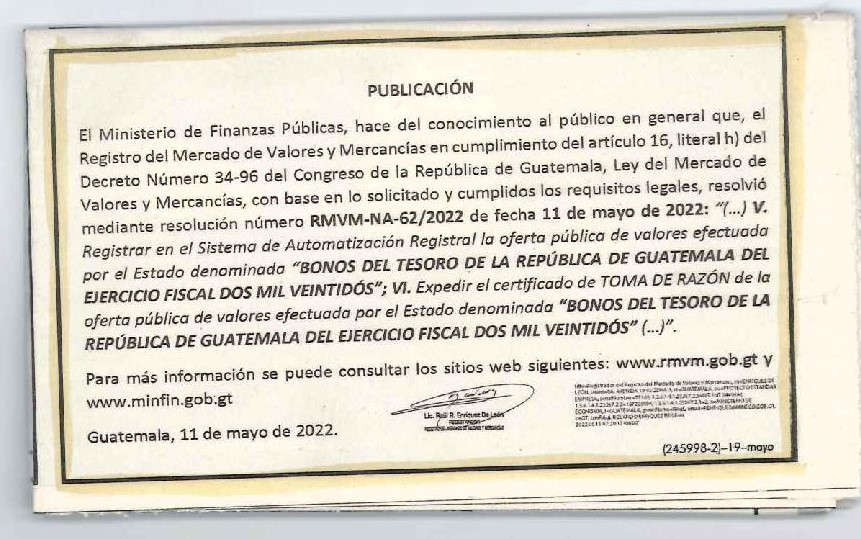 PUBLICACIÓN
El Ministerio de Finanzas Públicas, hace del conocimiento al público en general que, el
Registro del Mercado de Valores y Mercancías en cumplimiento del artículo 16, literal h) del
Decreto Número 34-96 del Congreso de la República de Guatemala, Ley del Mercado de
Valores y Mercancías, con base en lo solicitado y cumplidos los requisitos legales, resolvió
mediante resolución número RMVM-NA-62/2022 de fecha 11 de mayo de 2022: "(...) V.
Registrar en el Sistema de Automatización Registral la oferta pública de valores efectuada
por el Estado denominada "BONOS DEL TESORO DE LA REPÚBLICA DE GUATEMALA DEL
EJERCICIO FISCAL DOS MIL VEINTIDÓS"; VI. Expedir el certificado de TOMA DE RAZÓN de la
oferta pública de valores efectuada por el Estado denominada "BONOS DEL TESORO DE LA
REPÚBLICA DE GUATEMALA DEL EJERCICIO FISCAL DOS MIL VEINTIDÓS" (...)".
Para más información se puede consultar los sitios web siguientes: www.rmvm.gob.gt y
www.minfin.gob.gt
Lic. Raúl R. Enríquez De León
Guatemala, 11 de mayo de 2022.
(245998-2)–19–mayo